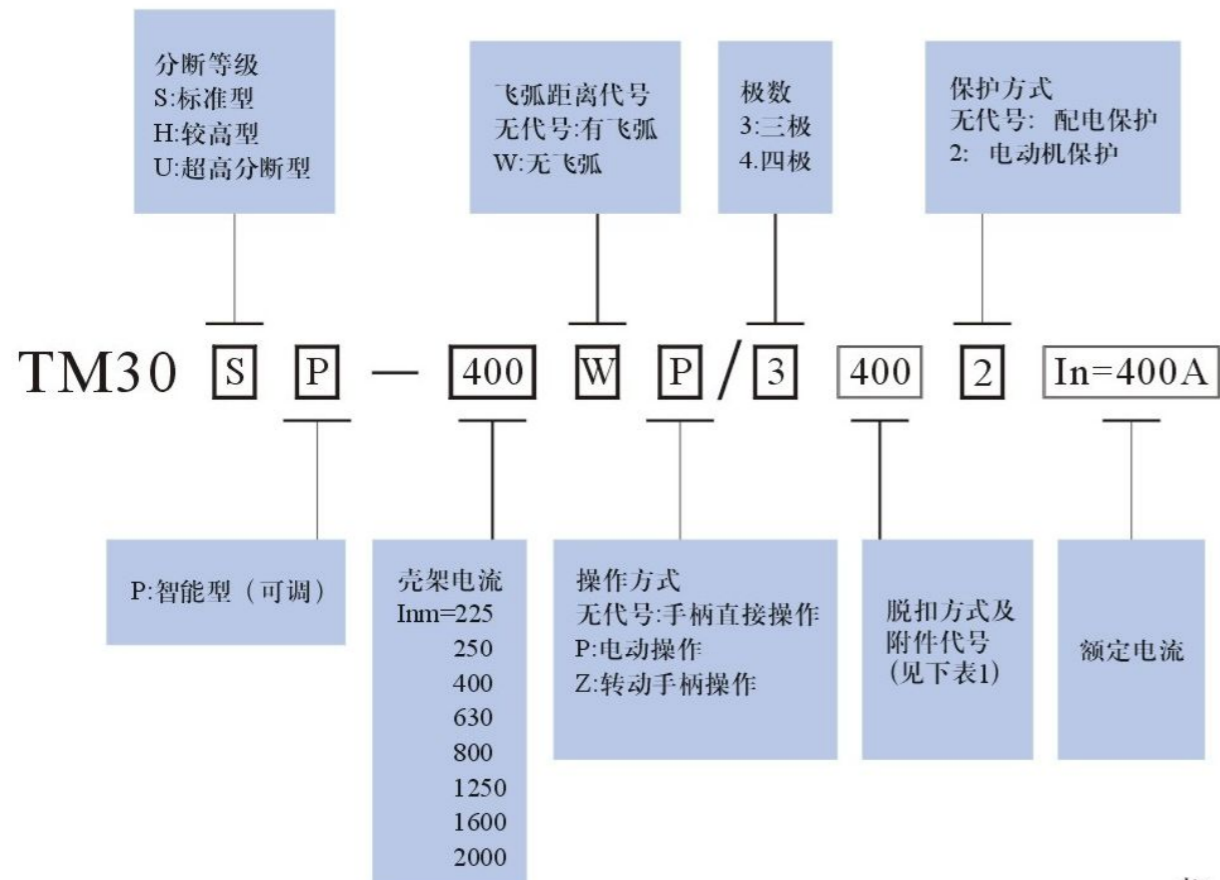 分断等级
S:标准型
H:较高型
U:超高分断型
飞弧距离代号
无代号:有飞弧
W:无飞弧
极数
3:三极
4.四极
保护方式
无代号: 配电保护
2: 电动机保护
TM30 S P — 400 W P / 3 400 2 In=400A
P:智能型（可调）
壳架电流
Inm=225
250
400
630
800
1250
1600
2000
操作方式
无代号:手柄直接操作
P:电动操作
Z:转动手柄操作
脱扣方式及
附件代号
(见下表1)
额定电流